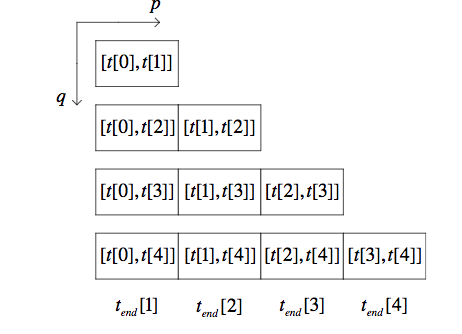 p
[t[0],t[1]]
q
[t[0],t[2]] [t[1],t[2]]
[t[0],t[3]] [t[1],t[3]] [t[2],t[3]]
[t[0],t[4]] [t[1],t[4]] [t[2],t[4]] [t[3],t[4]]
t_end[1] t_end[2] t_end[3] t_end[4]